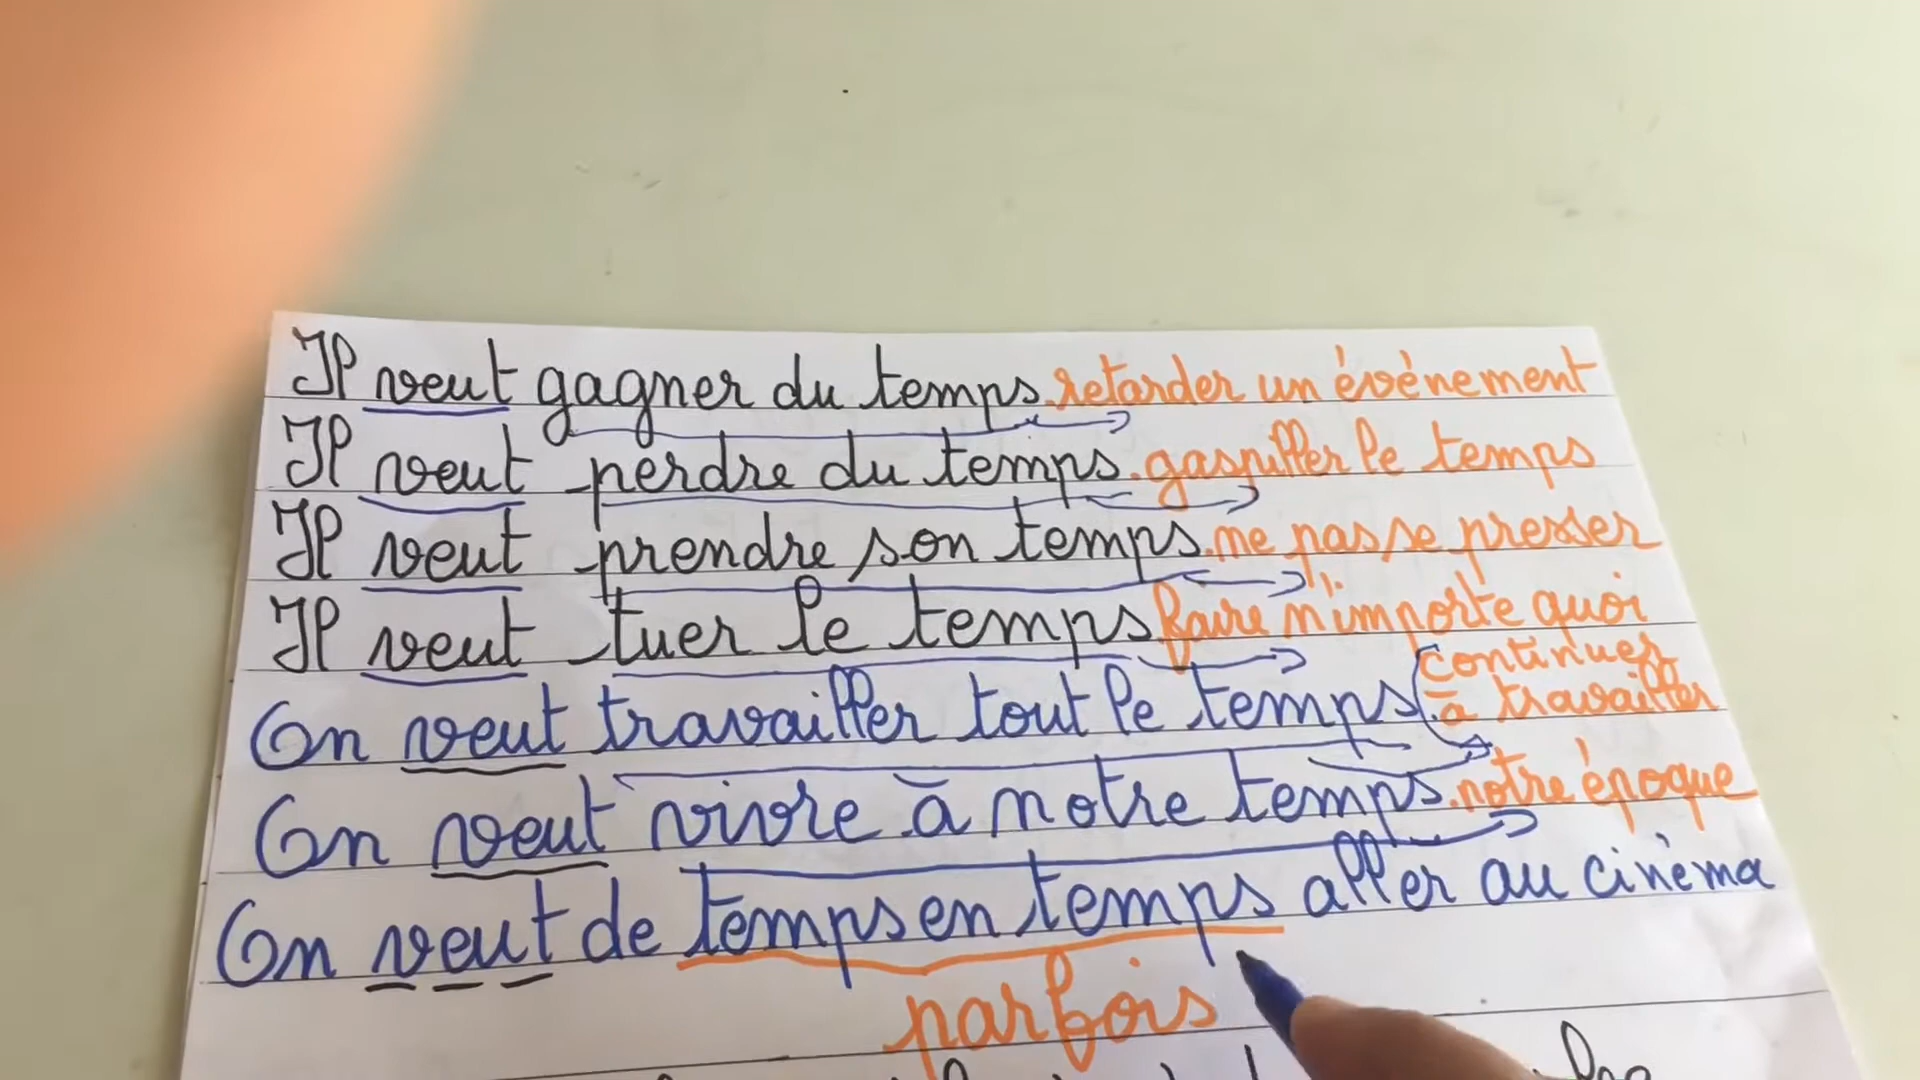 Il veut gagner du temps. retarder un événement
Il veut perdre du temps. gaspiller le temps
Il veut prendre son temps. ne pas se presser
Il veut tuer le temps faire n'importe quoi
On veut travailler tout le temps. (continuer à travailler
On veut vivre à notre temps. notre époque
On veut de temps en temps aller au cinéma
parfois